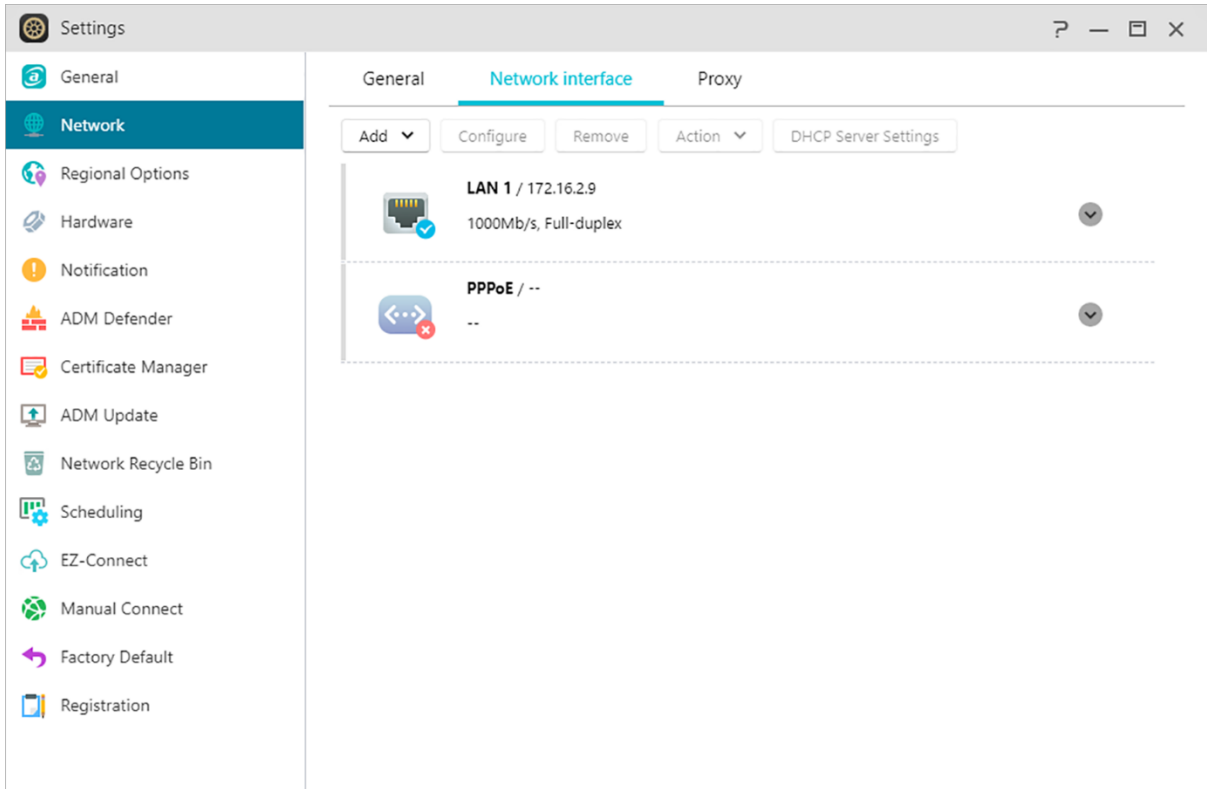 Settings
General
Network
Regional Options
Hardware
Notification
ADM Defender
Certificate Manager
ADM Update
Network Recycle Bin
Scheduling
EZ-Connect
Manual Connect
Factory Default
Registration
General Network interface Proxy
Add Configure Remove Action DHCP Server Settings
LAN 1 / 172.16.2.9
1000Mb/s, Full-duplex
PPPoE / --
--